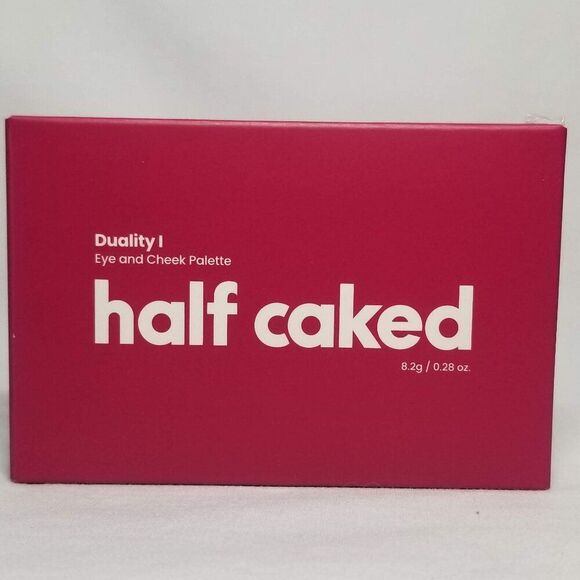 Duality I
Eye and Cheek Palette
half caked
8.2g / 0.28 oz.